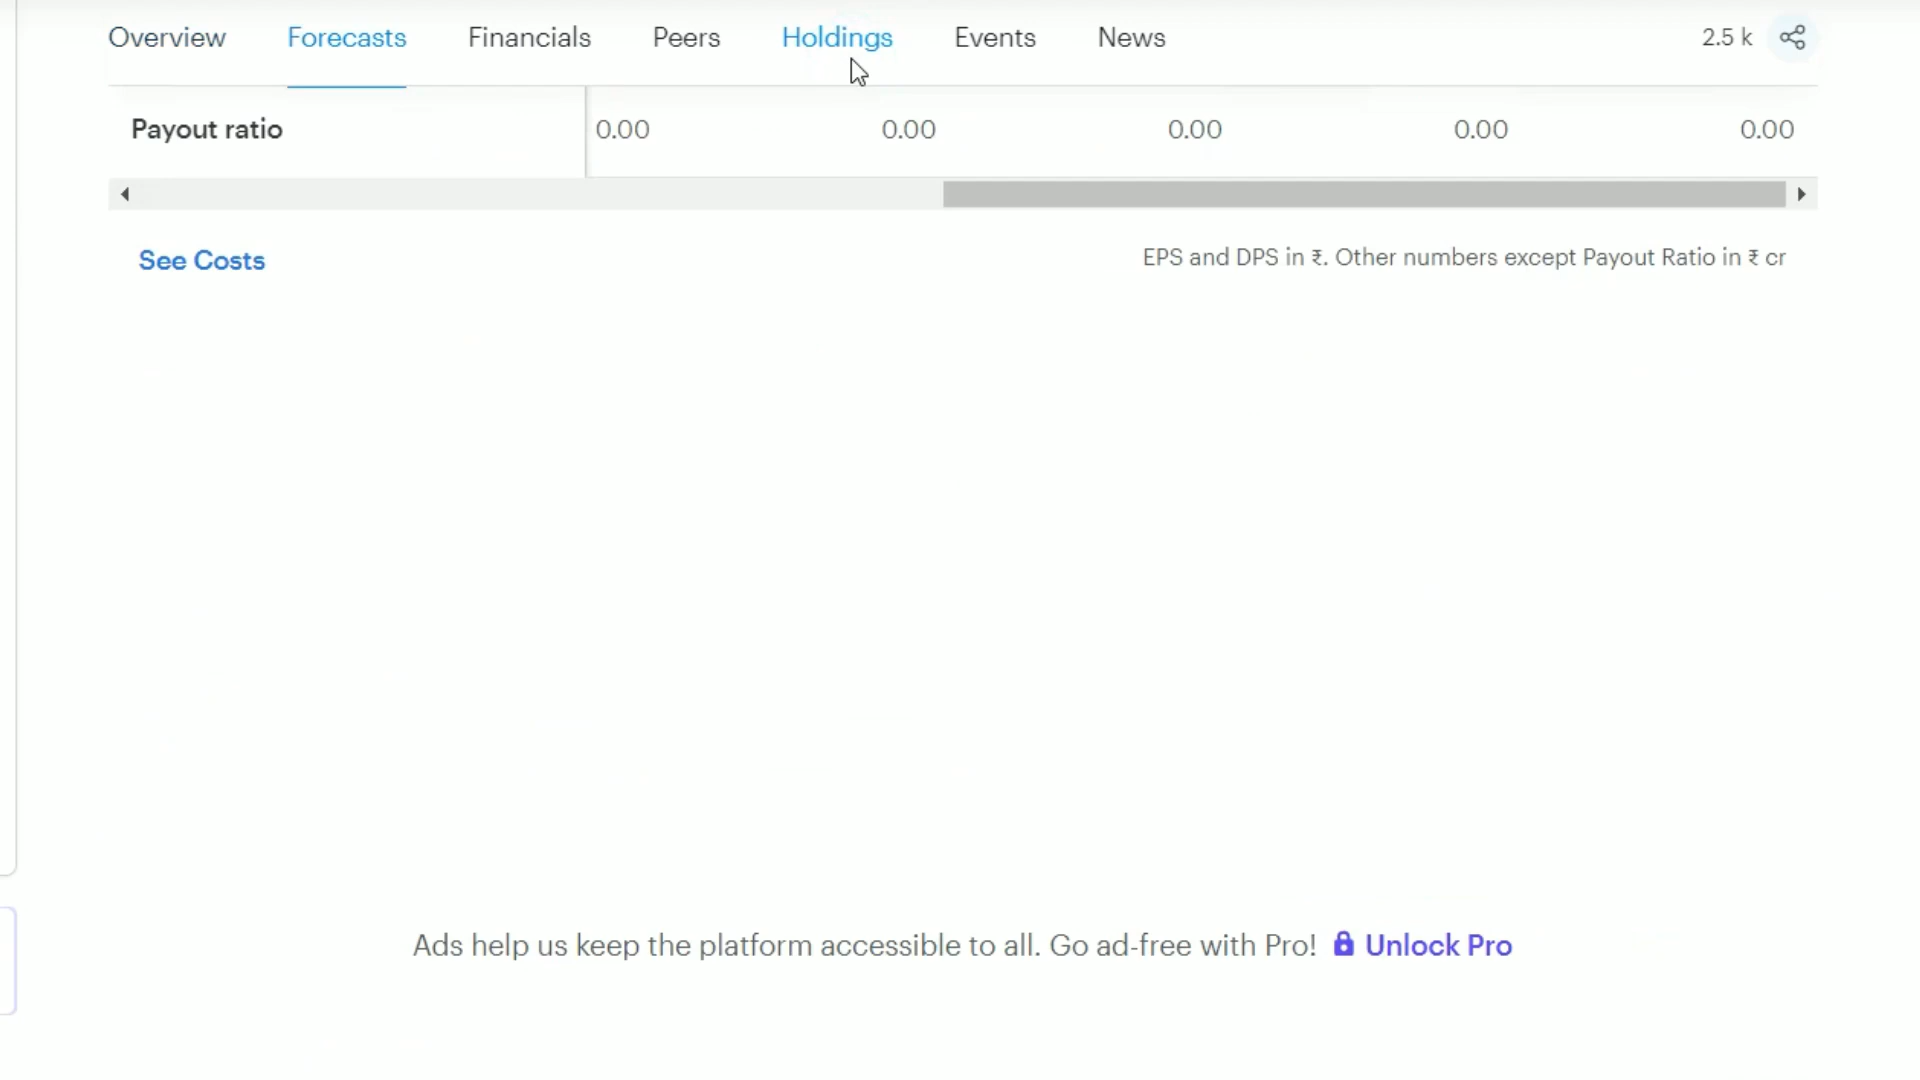 Overview Forecasts Financials Peers Holdings Events News 2.5 k
Payout ratio 0.00 0.00 0.00 0.00 0.00
See Costs EPS and DPS in ₹. Other numbers except Payout Ratio in ₹ cr
Ads help us keep the platform accessible to all. Go ad-free with Pro! Unlock Pro